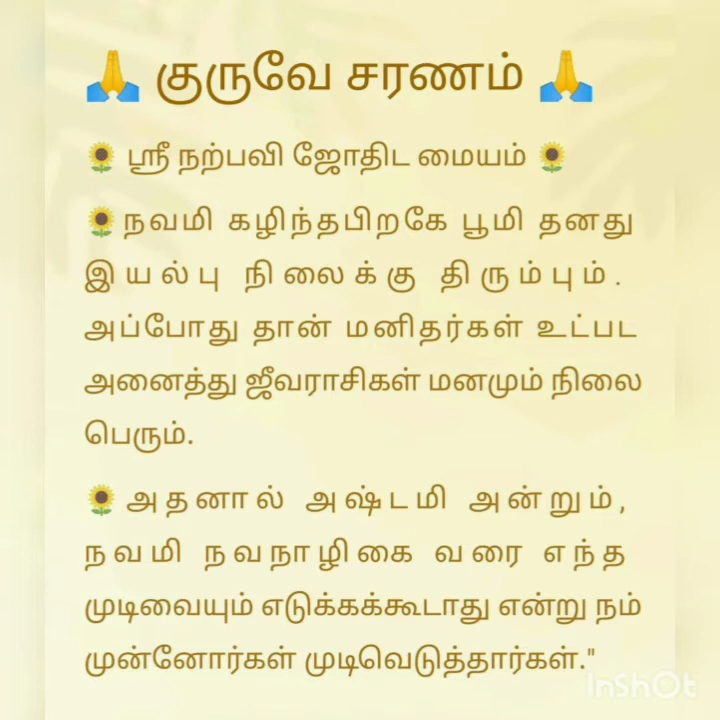 🙏 குருவே சரணம் 🙏
🌻 ஸ்ரீ நற்பவி ஜோதிட மையம் 🌻
🌻 நவமி கழிந்தபிறகே பூமி தனது
இயல்பு நிலைக்கு திரும்பும்.
அப்போது தான் மனிதர்கள் உட்பட
அனைத்து ஜீவராசிகள் மனமும் நிலை
பெரும்.
🌻 அதனால் அஷ்டமி அன்றும்,
நவமி நவநாழிகை வரை எந்த
முடிவையும் எடுக்கக்கூடாது என்று நம்
முன்னோர்கள் முடிவெடுத்தார்கள்."
InShOt